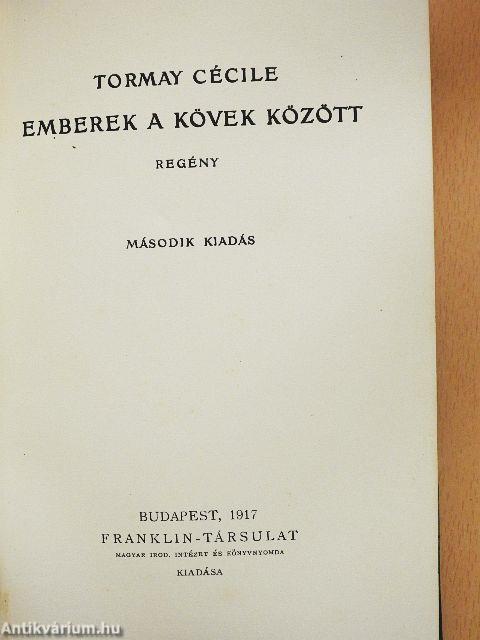 TORMAY CÉCILE
EMBEREK A KÖVEK KÖZÖTT
REGÉNY
MÁSODIK KIADÁS
BUDAPEST, 1917
FRANKLIN-TÁRSULAT
MAGYAR IROD. INTÉZET ÉS KÖNYVNYOMDA
KIADÁSA
Antikvárium.hu